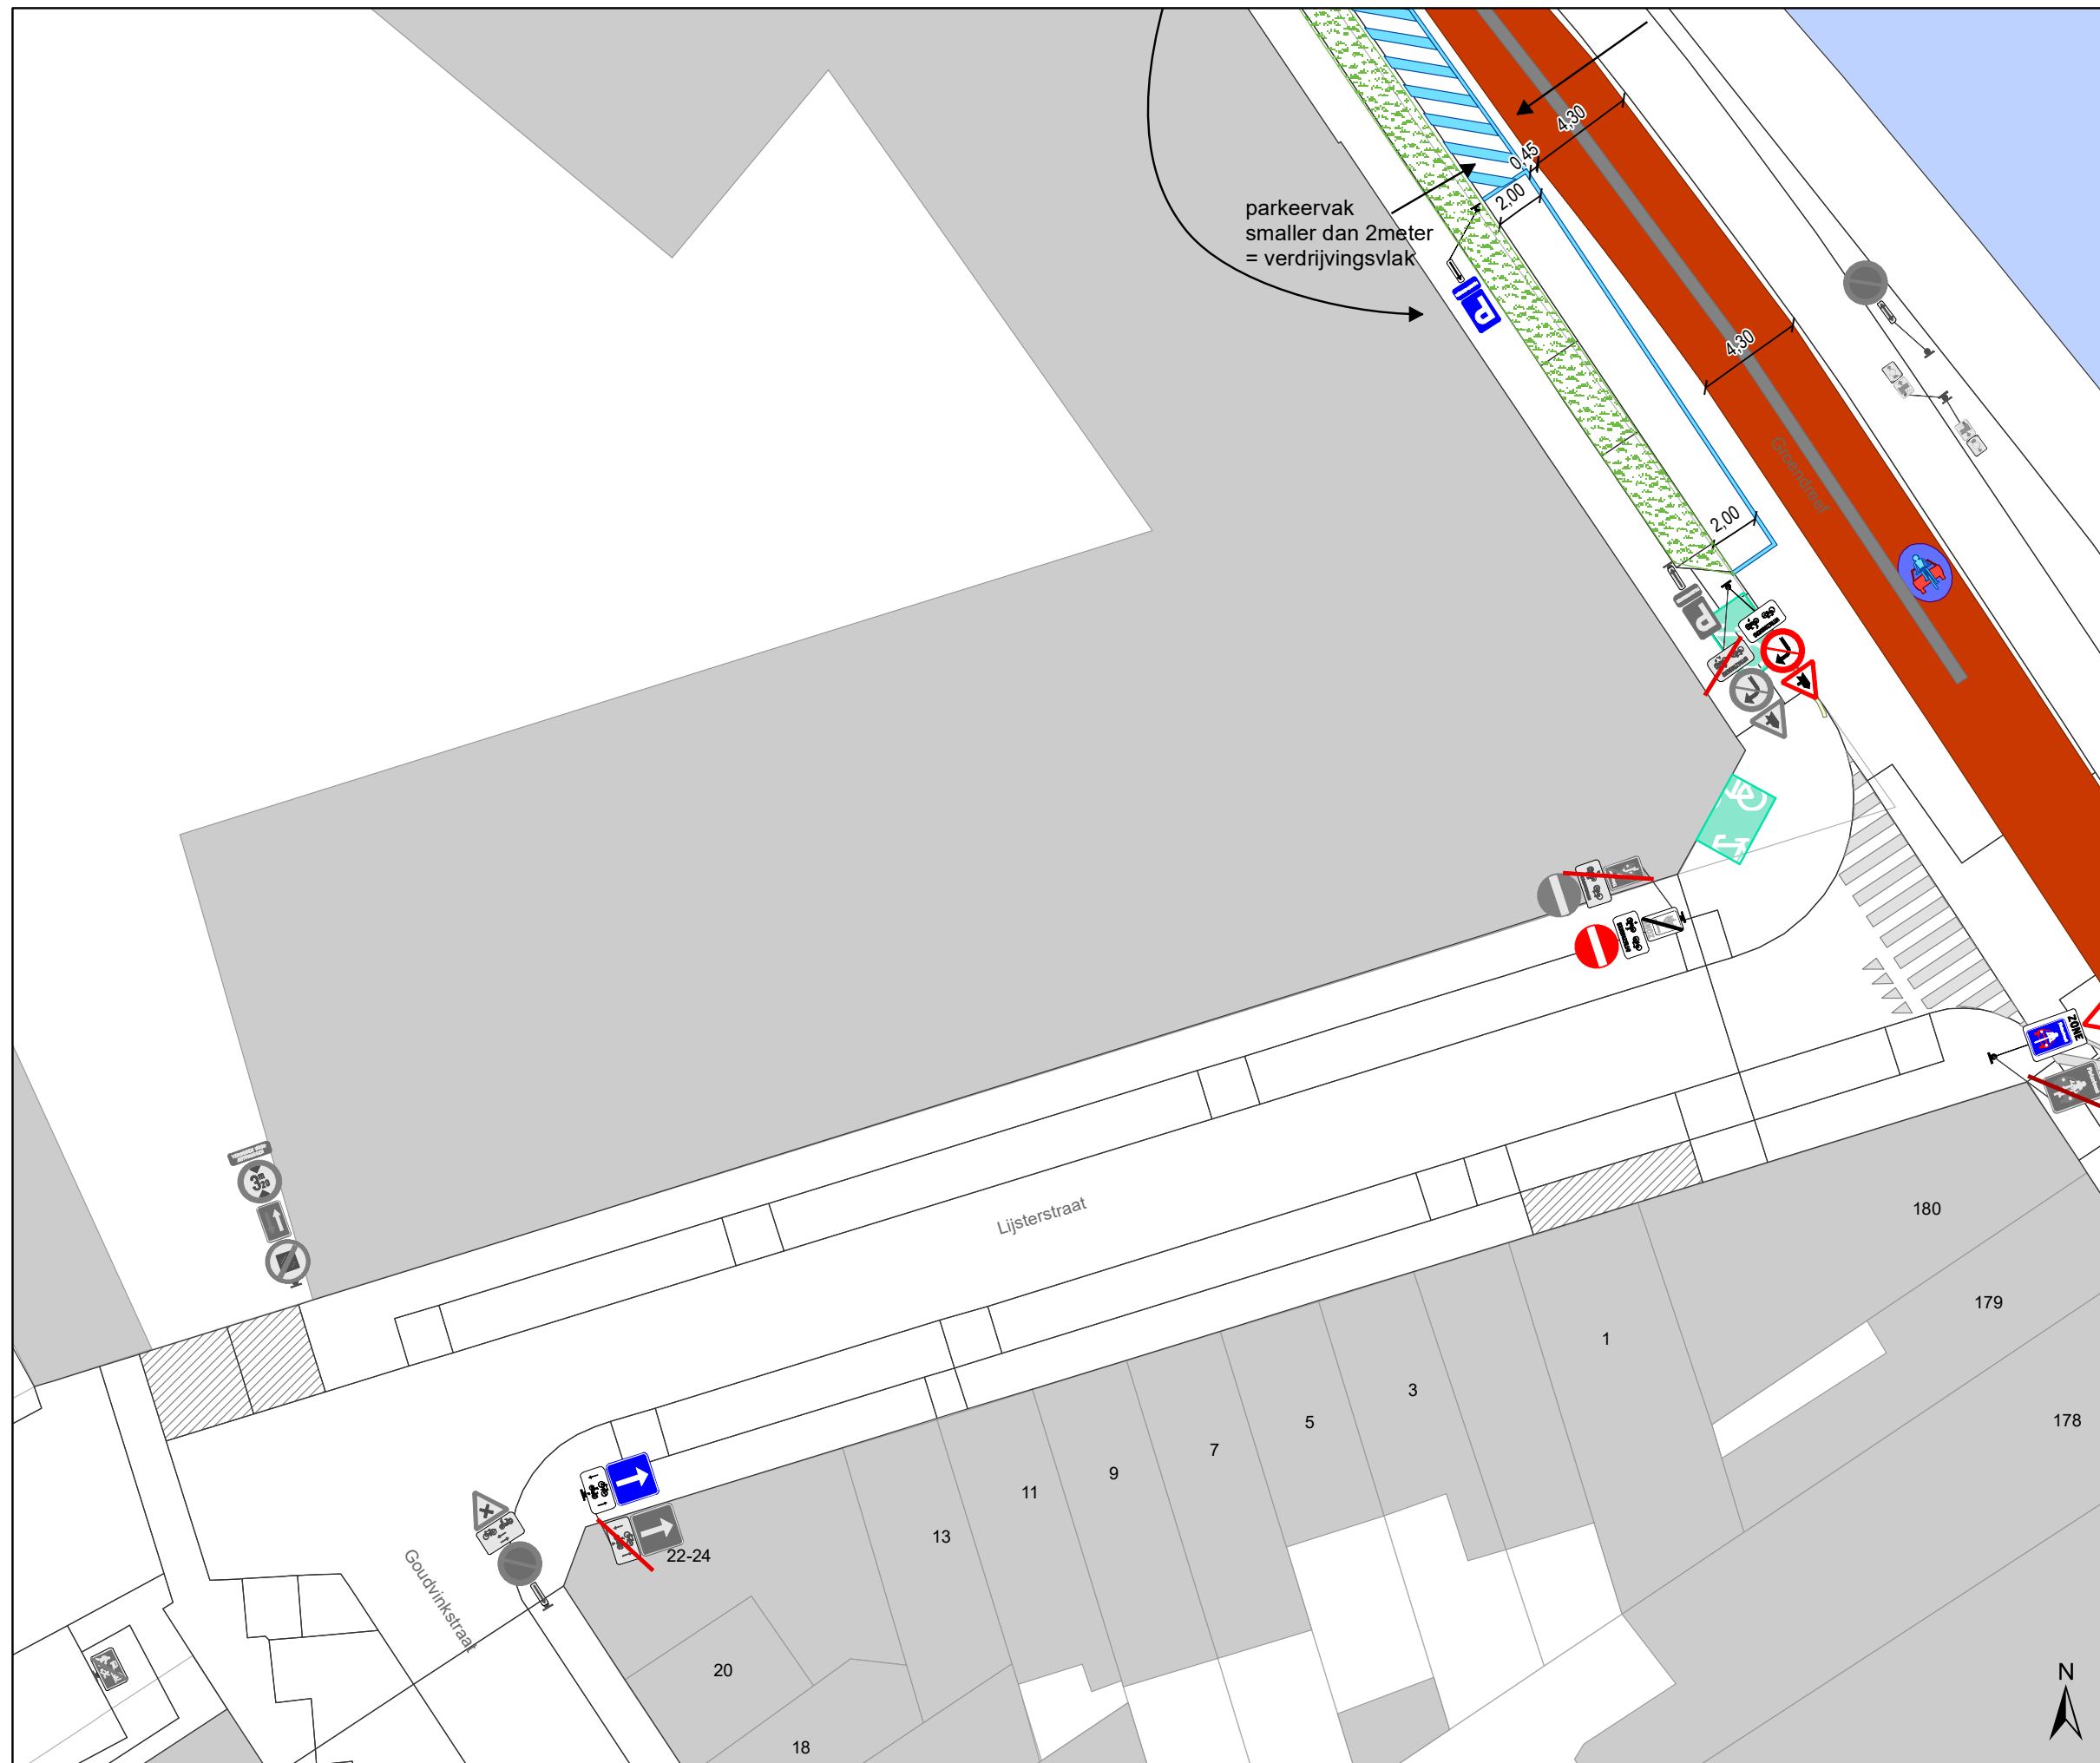 4,30
0,45
2,00
parkeervak
smaller dan 2meter
= verdrijvingsvlak
P
4,30
Groendreef
2,00
P
ZONE
3m20
Lijsterstraat
180
179
1
178
3
5
7
9
11
13
22-24
Goudvinkstraat
20
18
N